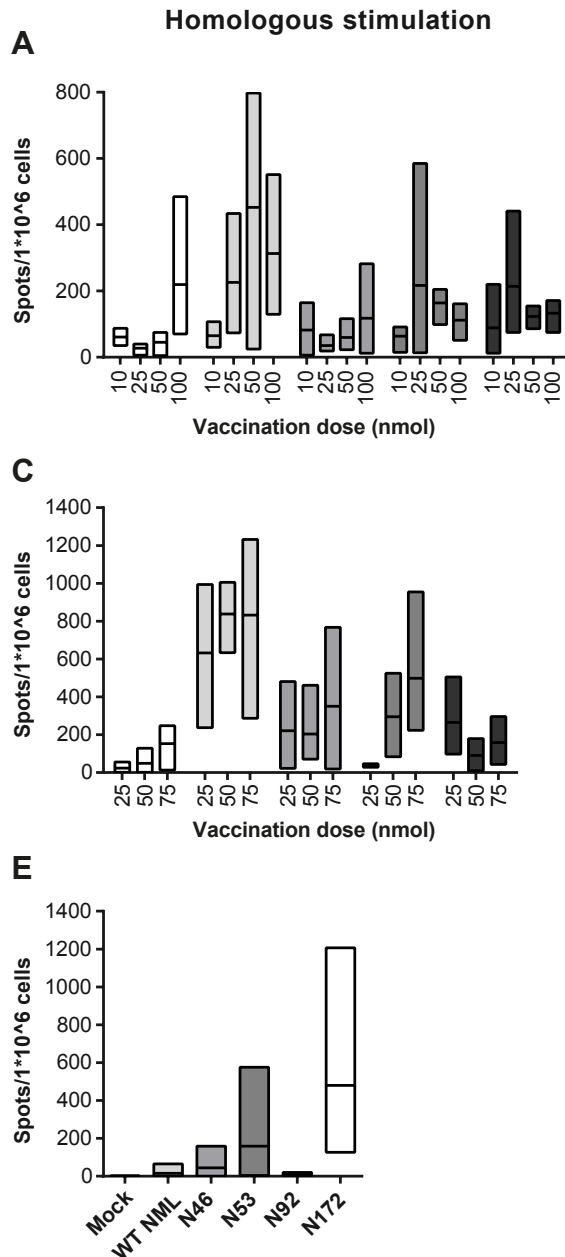 Homologous stimulation
A
Spots/1*10^6 cells
800
600
400
200
0
10 25 50 100 10 25 50 100 10 25 50 100 10 25 50 100 10 25 50 100
Vaccination dose (nmol)
C
Spots/1*10^6 cells
1400
1200
1000
800
600
400
200
0
25 50 75 25 50 75 25 50 75 25 50 75 25 50 75
Vaccination dose (nmol)
E
Spots/1*10^6 cells
1400
1200
1000
800
600
400
200
0
Mock WT NML N46 N53 N92 N172